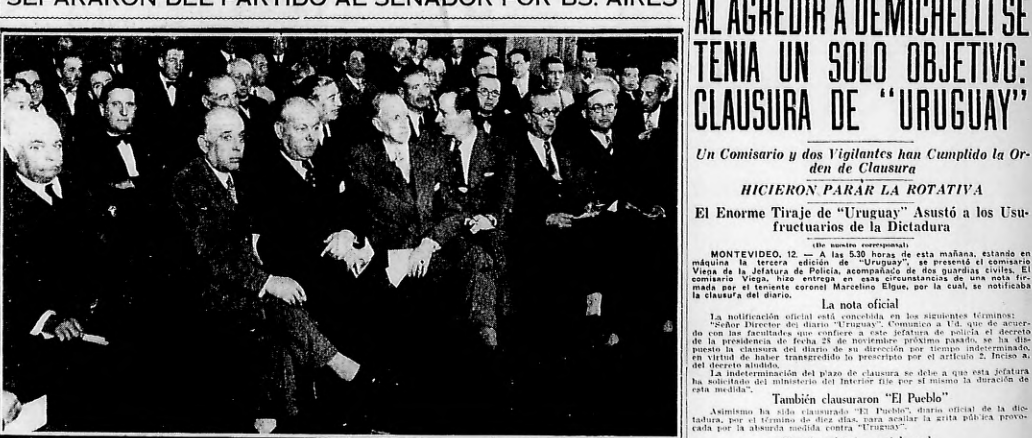 SEPARARON DEL PARTIDO AL SENADOR POR BS. AIRES
AL AGREDIR A DEMICHELLI SE
TENIA UN SOLO OBJETIVO:
CLAUSURA DE "URUGUAY"
Un Comisario y dos Vigilantes han Cumplido la Or-
den de Clausura
HICIERON PARAR LA ROTATIVA
El Enorme Tiraje de "Uruguay" Asustó a los Usu-
fructuarios de la Dictadura
(De nuestro corresponsal)
MONTEVIDEO, 12. — A las 5.30 horas de esta mañana, estando en
máquina la tercera edición de "Uruguay", se presentó el comisario
Viega de la Jefatura de Policía, acompañado de dos guardias civiles. El
comisario Viega, hizo entrega en esas circunstancias de una nota fir-
mada por el teniente coronel Marcelino Elgue, por la cual, se notificaba
la clausura del diario.
La nota oficial
La notificación oficial está concebida en los siguientes términos:
"Señor Director del diario "Uruguay". Comunico a Ud. que de acuer-
do con las facultades que confiere a este jefatura de policía el decreto
de la presidencia de fecha 28 de noviembre próximo pasado, se ha dis-
puesto la clausura del diario de su dirección por tiempo indeterminado,
en virtud de haber transgredido lo prescripto por el artículo 2. Inciso a,
del decreto aludido.
La indeterminación del plazo de clausura se debe a que esta jefatura
ha solicitado del ministerio del Interior fije por sí mismo la duración de
esta medida".
También clausuraron "El Pueblo"
Asimismo ha sido clausurado "El Pueblo", diario oficial de la dic-
tadura, por el término de diez días, para acallar la grita pública provo-
cada por la absurda medida contra "Uruguay".